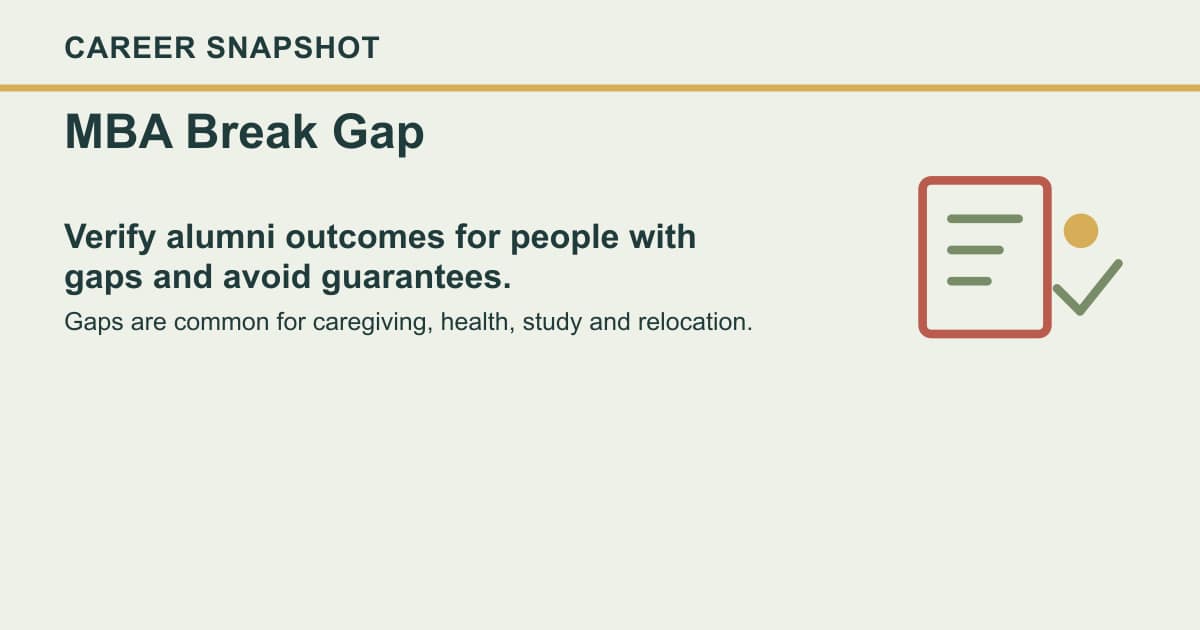 CAREER SNAPSHOT
MBA Break Gap
Verify alumni outcomes for people with
gaps and avoid guarantees.
Gaps are common for caregiving, health, study and relocation.